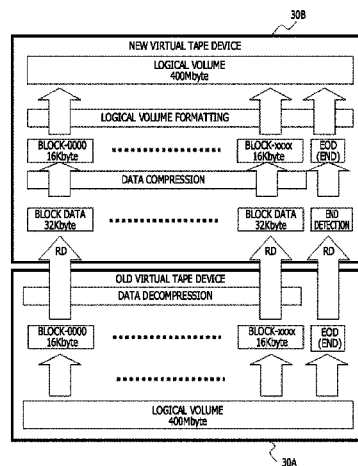 30B
NEW VIRTUAL TAPE DEVICE
LOGICAL VOLUME
400Mbyte
LOGICAL VOLUME FORMATTING
BLOCK-0000
16Kbyte
BLOCK-xxxx
16Kbyte
EOD
(END)
DATA COMPRESSION
BLOCK DATA
32Kbyte
BLOCK DATA
32Kbyte
END
DETECTION
RD
RD
RD
OLD VIRTUAL TAPE DEVICE
DATA DECOMPRESSION
BLOCK-0000
16Kbyte
BLOCK-xxxx
16Kbyte
EOD
(END)
LOGICAL VOLUME
400Mbyte
30A